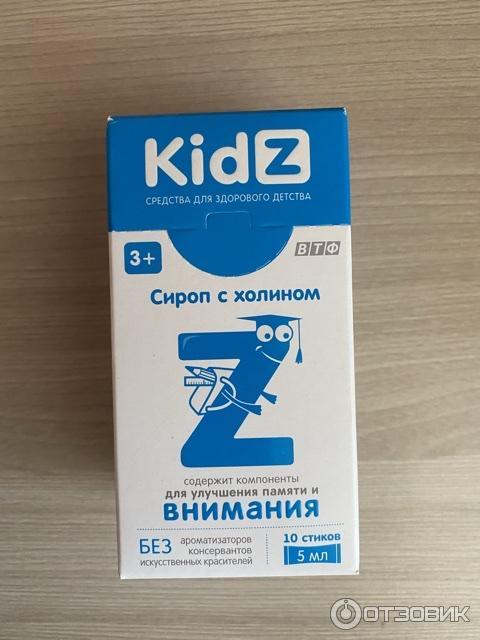 KidZ
СРЕДСТВА ДЛЯ ЗДОРОВОГО ДЕТСТВА
3+
ВТФ
Сироп с холином
Z
содержит компоненты
для улучшения памяти и
внимания
БЕЗ ароматизаторов
консервантов
искусственных красителей
10 стиков
5 мл
ОТЗОВИК